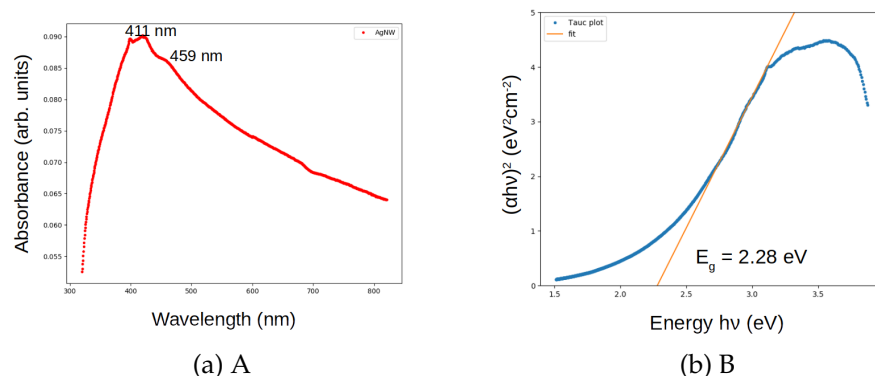 411 nm
459 nm
AgNW
Absorbance (arb. units)
0.090
0.085
0.080
0.075
0.070
0.065
0.060
0.055
300 400 500 600 700 800
Wavelength (nm)
(a) A
Tauc plot
fit
(αhν)² (eV²cm⁻²)
5
4
3
2
1
0
E_g = 2.28 eV
1.5 2.0 2.5 3.0 3.5
Energy hν (eV)
(b) B